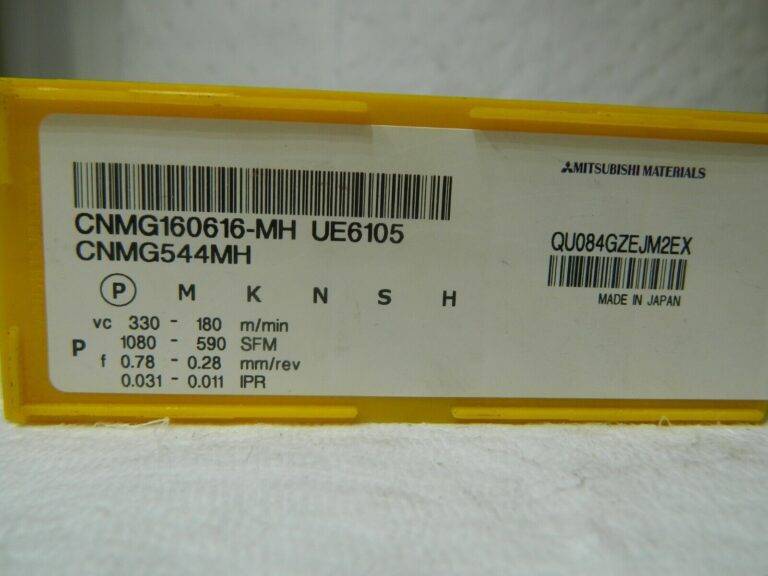 MITSUBISHI MATERIALS
CNMG160616-MH UE6105
CNMG544MH
QU084GZEJM2EX
MADE IN JAPAN
P M K N S H
P
vc 330 - 180 m/min
1080 - 590 SFM
f 0.78 - 0.28 mm/rev
0.031 - 0.011 IPR